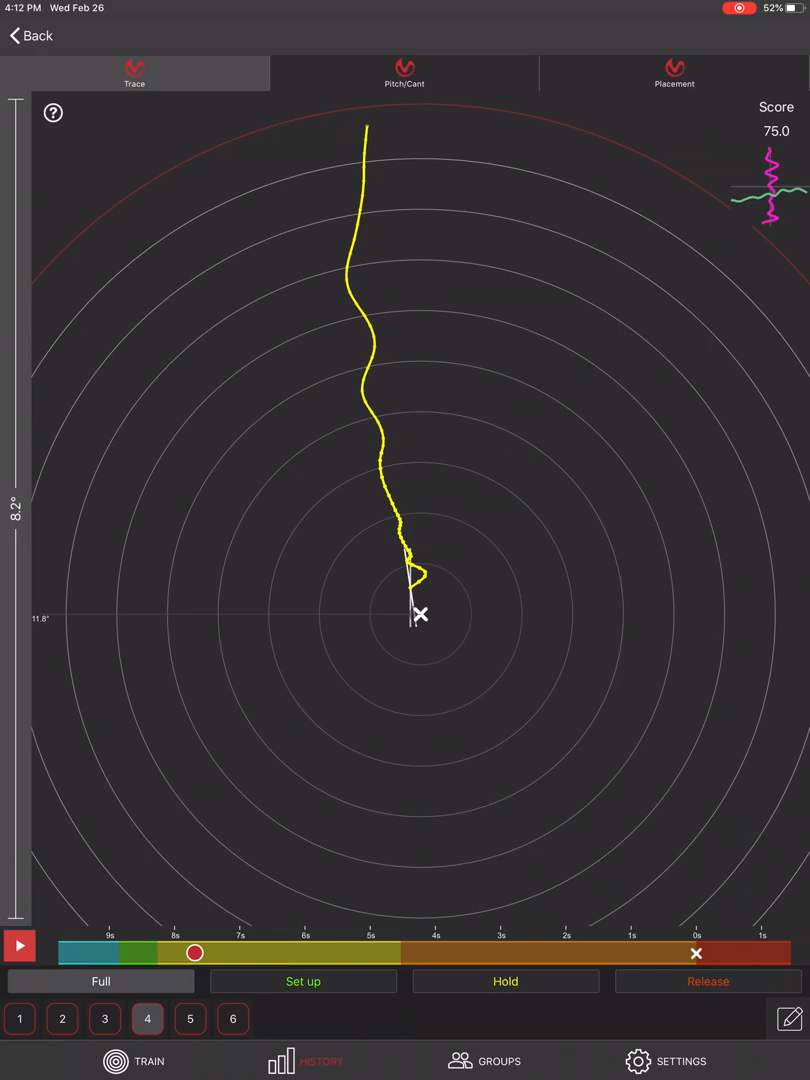 4:12 PM Wed Feb 26
52%
Back
Trace
Pitch/Cant
Placement
?
Score
75.0
8.2°
11.8"
9s 8s 7s 6s 5s 4s 3s 2s 1s 0s 1s
Full
Set up
Hold
Release
1 2 3 4 5 6
TRAIN
HISTORY
GROUPS
SETTINGS